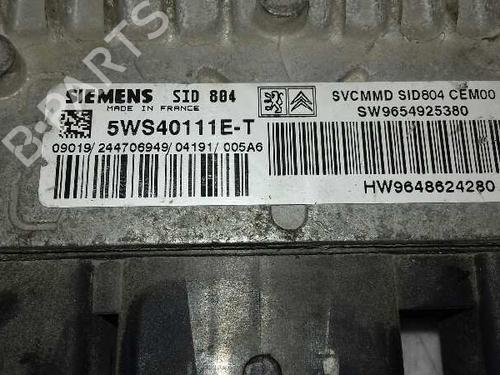 SIEMENS SID 804
MADE IN FRANCE
5WS40111E-T
09019/244706949/04191/005A6
SVCMMD SID804 CEM00
SW9654925380
HW9648624280
B-PARTS